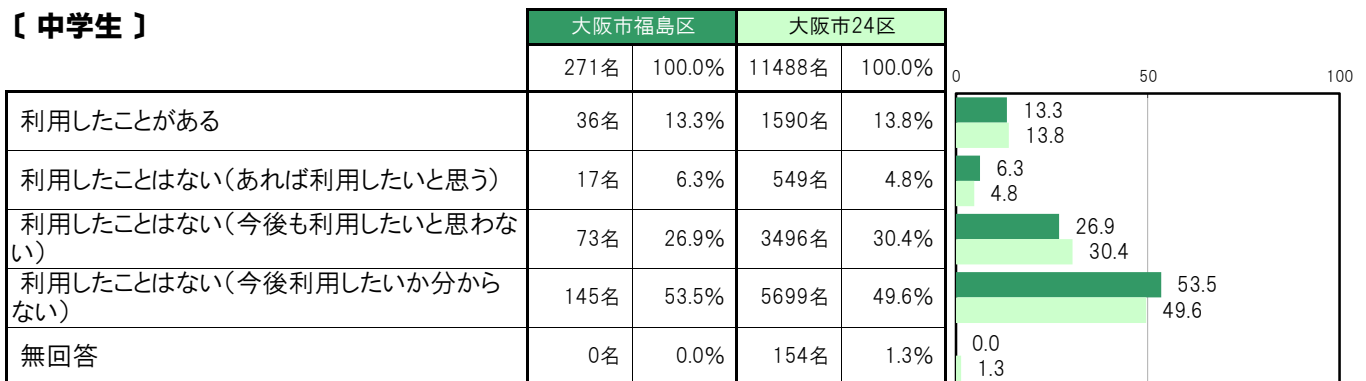 〔 中学生 〕
大阪市福島区 大阪市24区
271名 100.0% 11488名 100.0%
0 50 100
利用したことがある 36名 13.3% 1590名 13.8%
13.3
13.8
利用したことはない（あれば利用したいと思う） 17名 6.3% 549名 4.8%
6.3
4.8
利用したことはない（今後も利用したいと思わな
い） 73名 26.9% 3496名 30.4%
26.9
30.4
利用したことはない（今後利用したいか分から
ない） 145名 53.5% 5699名 49.6%
53.5
49.6
無回答 0名 0.0% 154名 1.3%
0.0
1.3